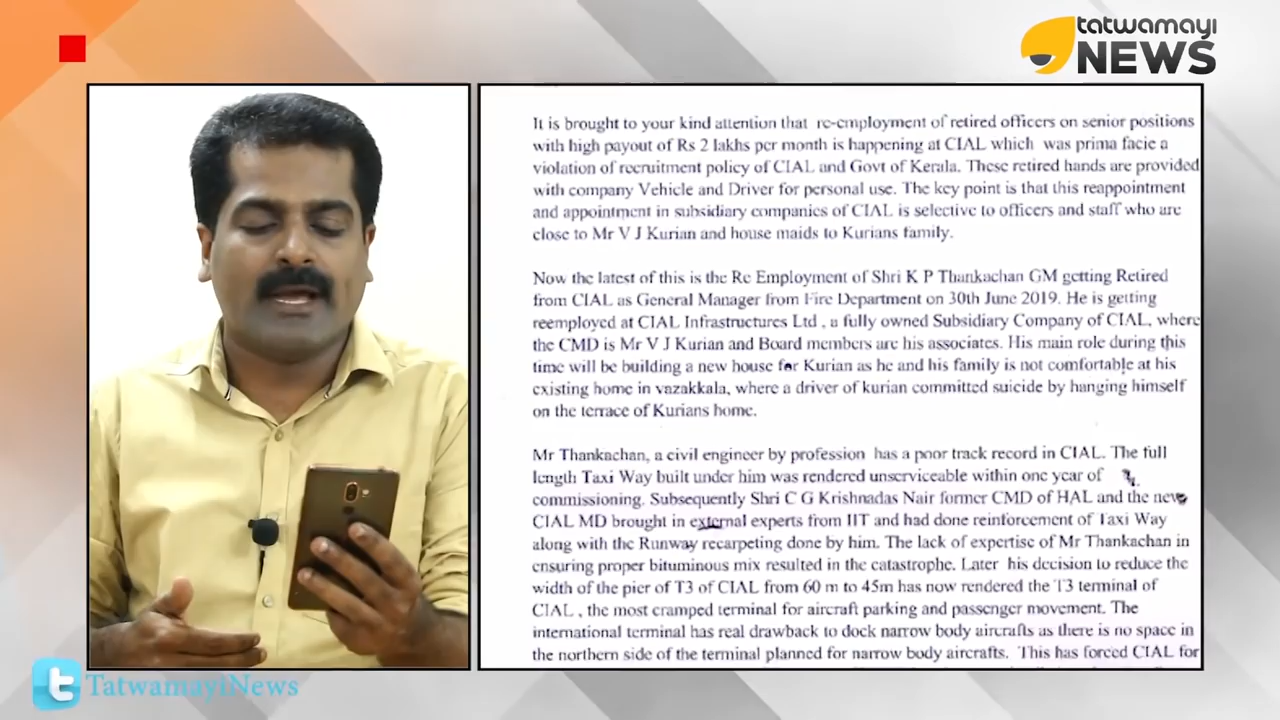 tatwamayi
NEWS
It is brought to your kind attention that re-employment of retired officers on senior positions
with high payout of Rs 2 lakhs per month is happening at CIAL which was prima facie a
violation of recruitment policy of CIAL and Govt of Kerala. These retired hands are provided
with company Vehicle and Driver for personal use. The key point is that this reappointment
and appointment in subsidiary companies of CIAL is selective to officers and staff who are
close to Mr V J Kurian and house maids to Kurians family.
Now the latest of this is the Re Employment of Shri K P Thankachan GM getting Retired
from CIAL as General Manager from Fire Department on 30th June 2019. He is getting
reemployed at CIAL Infrastructures Ltd , a fully owned Subsidiary Company of CIAL, where
the CMD is Mr V J Kurian and Board members are his associates. His main role during this
time will be building a new house for Kurian as he and his family is not comfortable at his
existing home in vazakkala, where a driver of kurian committed suicide by hanging himself
on the terrace of Kurians home.
Mr Thankachan, a civil engineer by profession has a poor track record in CIAL. The full
length Taxi Way built under him was rendered unserviceable within one year of
commissioning. Subsequently Shri C G Krishnadas Nair former CMD of HAL and the new
CIAL MD brought in external experts from IIT and had done reinforcement of Taxi Way
along with the Runway recarpeting done by him. The lack of expertise of Mr Thankachan in
ensuring proper bituminous mix resulted in the catastrophe. Later his decision to reduce the
width of the pier of T3 of CIAL from 60 m to 45m has now rendered the T3 terminal of
CIAL , the most cramped terminal for aircraft parking and passenger movement. The
international terminal has real drawback to dock narrow body aircrafts as there is no space in
the northern side of the terminal planned for narrow body aircrafts. This has forced CIAL for
TatwamayiNews